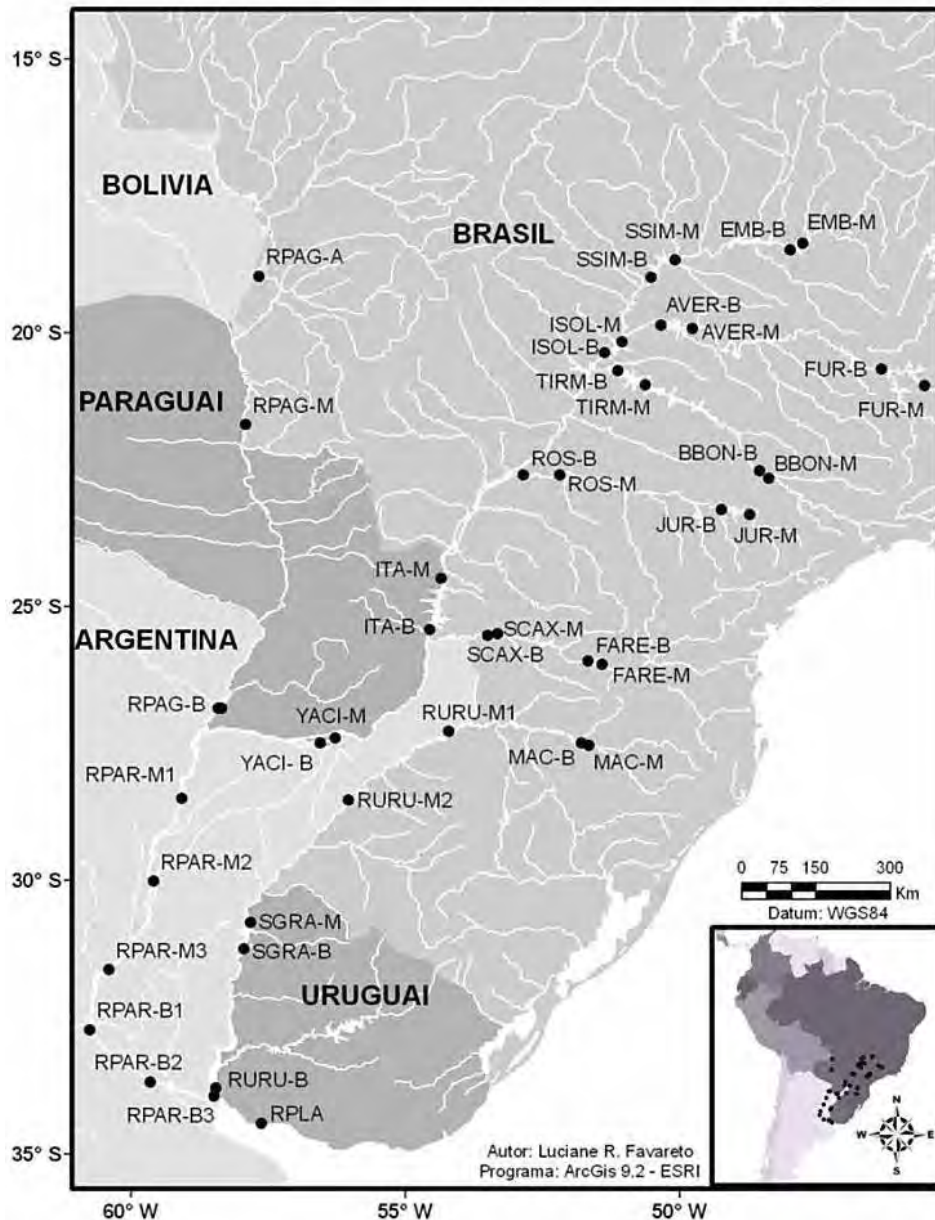 15° S
BOLIVIA
BRASIL
SSIM-M
EMB-B
EMB-M
RPAG-A
SSIM-B
AVER-B
ISOL-M
20° S
AVER-M
ISOL-B
FUR-B
TIRM-B
PARAGUAI
RPAG-M
TIRM-M
FUR-M
BBON-B
ROS-B
BBON-M
ROS-M
JUR-B
JUR-M
ITA-M
25° S
ITA-B
SCAX-M
ARGENTINA
SCAX-B
FARE-B
FARE-M
RPAG-B
YACI-M
RURU-M1
YACI- B
MAC-B
MAC-M
RPAR-M1
RURU-M2
RPAR-M2
30° S
0 75 150 300
Km
Datum: WGS84
SGRA-M
SGRA-B
RPAR-M3
URUGUAI
RPAR-B1
RPAR-B2
RURU-B
RPAR-B3
RPLA
N
W
E
S
35° S
Autor: Luciane R. Favareto
Programa: ArcGis 9.2 - ESRI
60° W
55° W
50° W